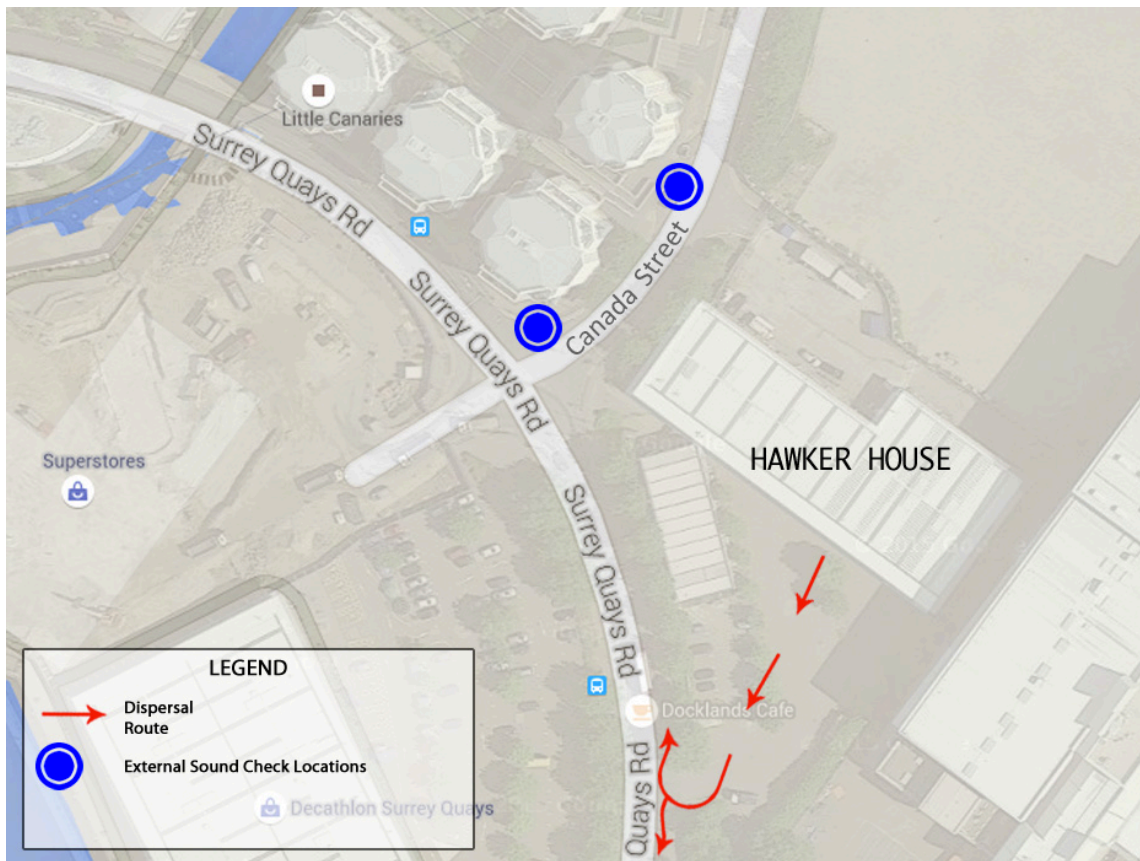 Little Canaries
Surrey Quays Rd
Canada Street
Surrey Quays Rd
HAWKER HOUSE
Superstores
Surrey Quays Rd
Docklands Cafe
Quays Rd
LEGEND
Dispersal
Route
External Sound Check Locations
Decathlon Surrey Quays